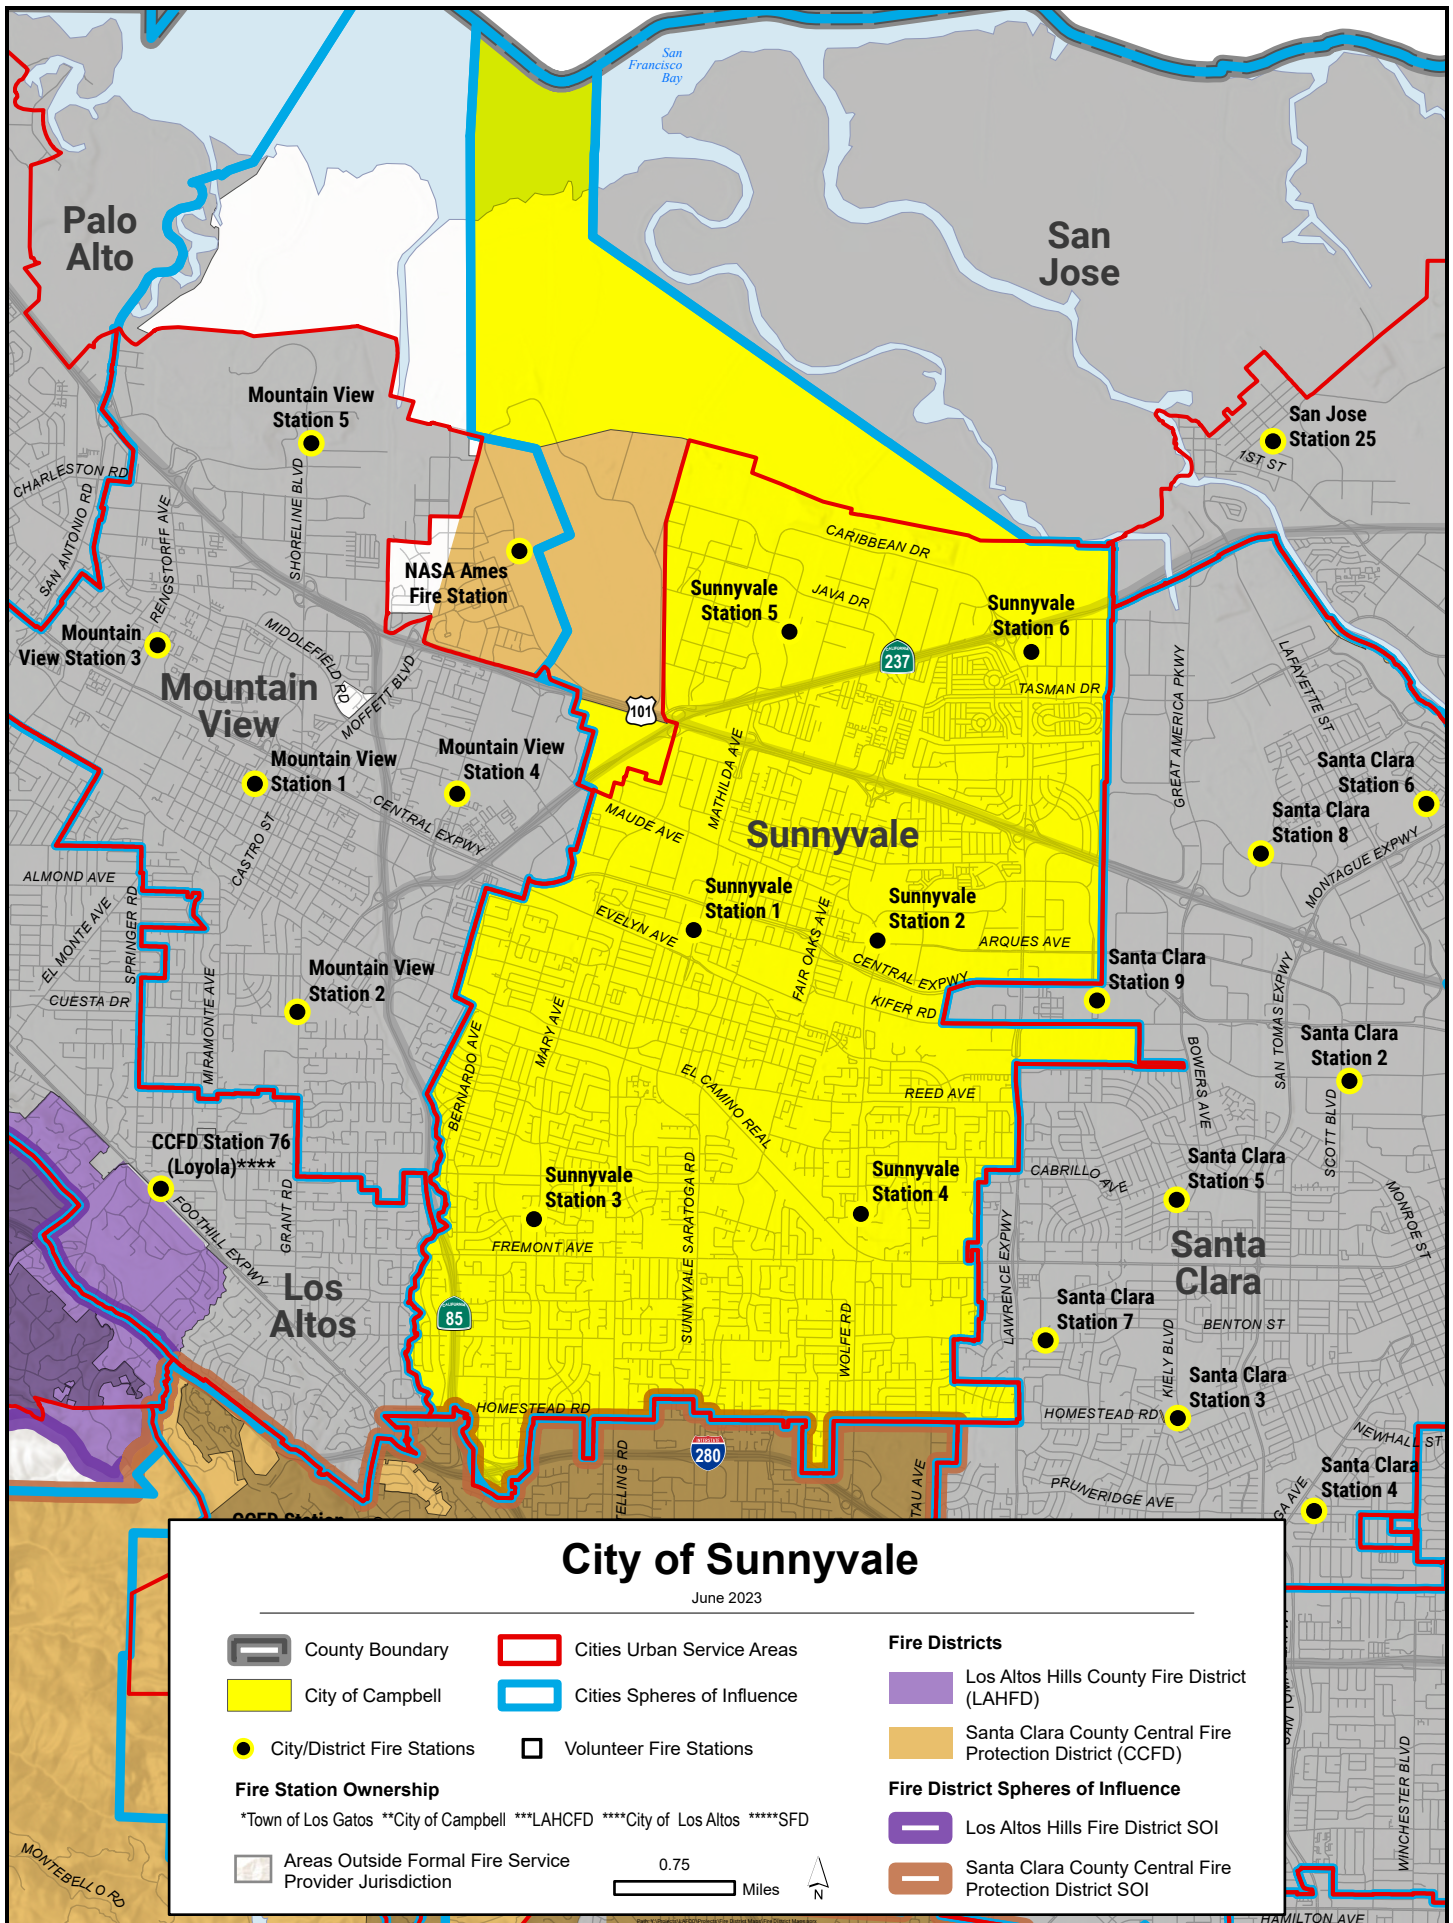 San
Francisco
Bay
Palo
Alto
San
Jose
Mountain View
Station 5
San Jose
Station 25
1ST ST
CHARLESTON RD
SAN ANTONIO RD
RENGSTORFF AVE
SHORELINE BLVD
NASA Ames
Fire Station
CARIBBEAN DR
JAVA DR
Sunnyvale
Station 5
Sunnyvale
Station 6
CALIFORNIA
237
TASMAN DR
Mountain
View Station 3
MIDDLEFIELD RD
MOFFETT BLVD
Mountain
View
101
GREAT AMERICA PKWY
LAFAYETTE ST
Mountain View
Station 1
Mountain View
Station 4
MATHILDA AVE
Santa Clara
Station 6
Santa Clara
Station 8
CENTRAL EXPWY
CASTRO ST
MAUDE AVE
Sunnyvale
MONTAGUE EXPWY
ALMOND AVE
EL MONTE AVE
SPRINGER RD
CUESTA DR
MIRAMONTE AVE
Sunnyvale
Station 1
Sunnyvale
Station 2
EVELYN AVE
FAIR OAKS AVE
ARQUES AVE
CENTRAL EXPWY
KIFER RD
Santa Clara
Station 9
SAN TOMAS EXPWY
Mountain View
Station 2
MARY AVE
BERNARDO AVE
Santa Clara
Station 2
BOWERS AVE
SCOTT BLVD
EL CAMINO REAL
REED AVE
CCFD Station 76
(Loyola)****
GRANT RD
FOOTHILL EXPWY
Sunnyvale
Station 3
Sunnyvale
Station 4
SUNNYVALE SARATOGA RD
CABRILLO AVE
Santa Clara
Station 5
MONROE ST
FREMONT AVE
LAWRENCE EXPWY
Santa
Clara
Los
Altos
CALIFORNIA
85
WOLFE RD
Santa Clara
Station 7
BENTON ST
KIELY BLVD
Santa Clara
Station 3
HOMESTEAD RD
HOMESTEAD RD
NEWHALL ST
INTERSTATE
280
Santa Clara
Station 4
PRUNERIDGE AVE
GA AVE
TELLING RD
TAU AVE
CCFD Station
City of Sunnyvale
June 2023
County Boundary
City of Campbell
City/District Fire Stations
Cities Urban Service Areas
Cities Spheres of Influence
Volunteer Fire Stations
Fire Station Ownership
*Town of Los Gatos **City of Campbell ***LAHCFD ****City of Los Altos *****SFD
Areas Outside Formal Fire Service
Provider Jurisdiction
0.75
Miles
N
Fire Districts
Los Altos Hills County Fire District
(LAHFD)
Santa Clara County Central Fire
Protection District (CCFD)
Fire District Spheres of Influence
Los Altos Hills Fire District SOI
Santa Clara County Central Fire
Protection District SOI
MONTEBELLO RD
WINCHESTER BLVD
HAMILTON AVE